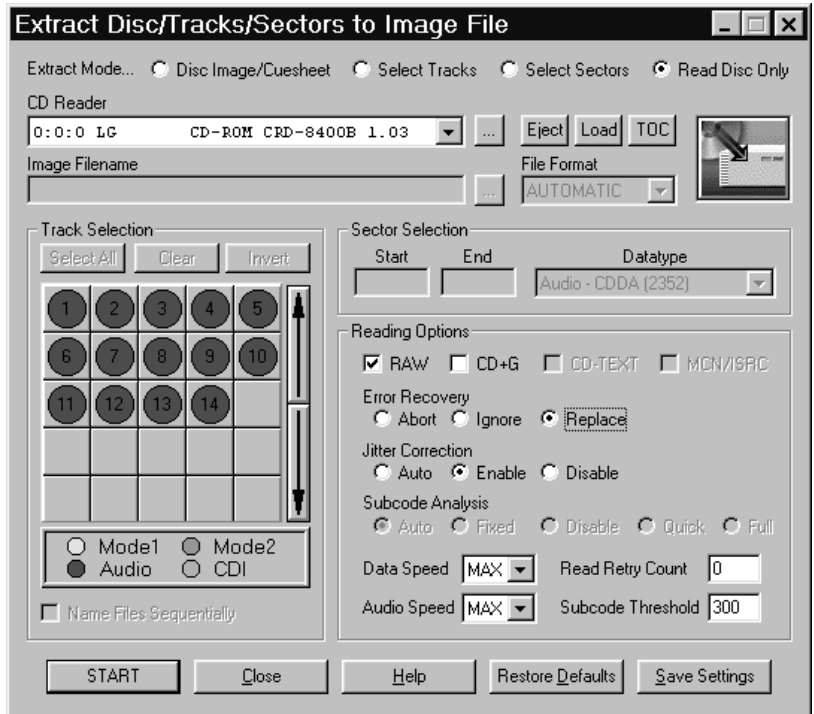 Extract Disc/Tracks/Sectors to Image File
Extract Mode... Disc Image/Cuesheet Select Tracks Select Sectors Read Disc Only
CD Reader
0:0:0 LG CD-ROM CRD-8400B 1.03 ... Eject Load TOC
Image Filename File Format
... AUTOMATIC
Track Selection
Select All Clear Invert
1 2 3 4 5
6 7 8 9 10
11 12 13 14
Mode1 Mode2
Audio CDI
Name Files Sequentially
Sector Selection
Start End Datatype
Audio - CDDA (2352)
Reading Options
RAW CD+G CD-TEXT MCN/ISRC
Error Recovery
Abort Ignore Replace
Jitter Correction
Auto Enable Disable
Subcode Analysis
Auto Fixed Disable Quick Full
Data Speed MAX Read Retry Count 0
Audio Speed MAX Subcode Threshold 300
START Close Help Restore Defaults Save Settings